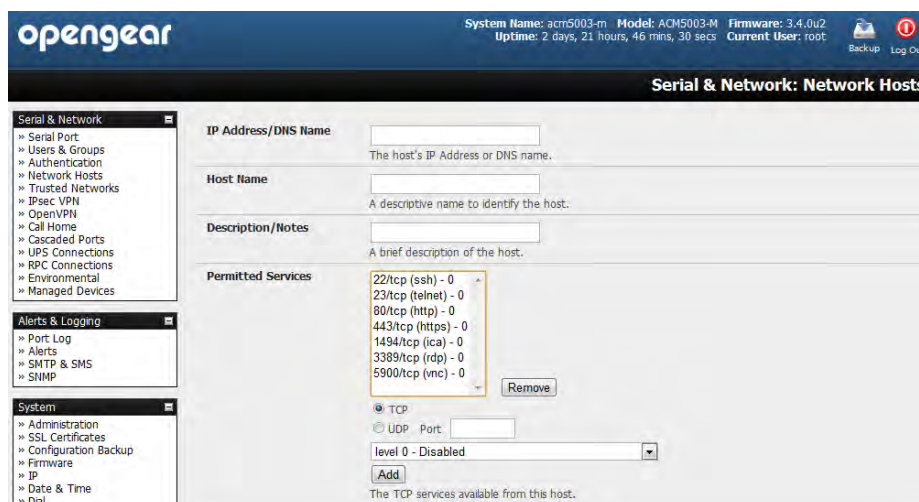 opengear
System Name: acm5003-m Model: ACM5003-M Firmware: 3.4.0u2
Uptime: 2 days, 21 hours, 46 mins, 30 secs Current User: root
Backup
Log Ou
Serial & Network: Network Hosts
Serial & Network
» Serial Port
» Users & Groups
» Authentication
» Network Hosts
» Trusted Networks
» IPsec VPN
» OpenVPN
» Call Home
» Cascaded Ports
» UPS Connections
» RPC Connections
» Environmental
» Managed Devices
Alerts & Logging
» Port Log
» Alerts
» SMTP & SMS
» SNMP
System
» Administration
» SSL Certificates
» Configuration Backup
» Firmware
» IP
» Date & Time
» Dial
IP Address/DNS Name
The host's IP Address or DNS name.
Host Name
A descriptive name to identify the host.
Description/Notes
A brief description of the host.
Permitted Services
22/tcp (ssh) - 0
23/tcp (telnet) - 0
80/tcp (http) - 0
443/tcp (https) - 0
1494/tcp (ica) - 0
3389/tcp (rdp) - 0
5900/tcp (vnc) - 0
Remove
TCP
UDP Port
level 0 - Disabled
Add
The TCP services available from this host.